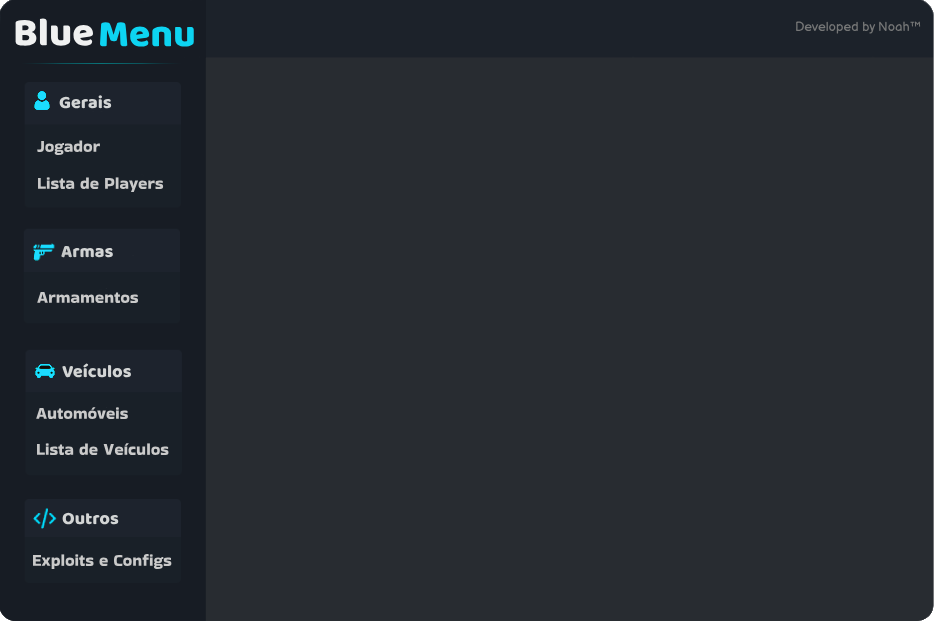 Blue Menu
Developed by Noah™
Gerais
Jogador
Lista de Players
Armas
Armamentos
Veículos
Automóveis
Lista de Veículos
</> Outros
Exploits e Configs